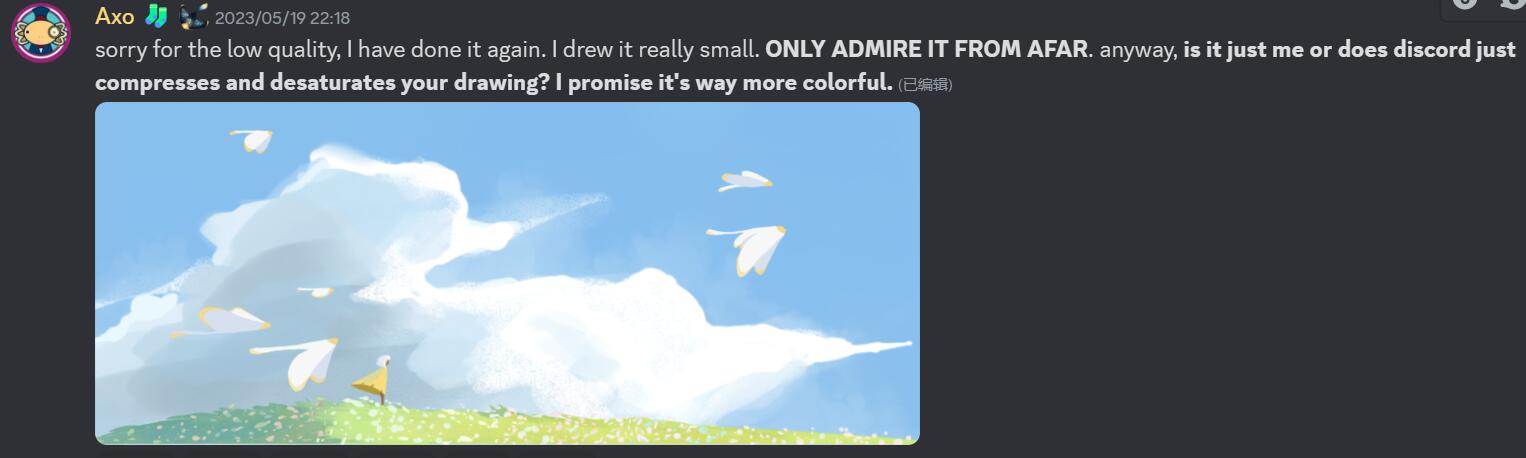 Axo 2023/05/19 22:18
sorry for the low quality, I have done it again. I drew it really small. ONLY ADMIRE IT FROM AFAR. anyway, is it just me or does discord just
compresses and desaturates your drawing? I promise it's way more colorful. (已编辑)